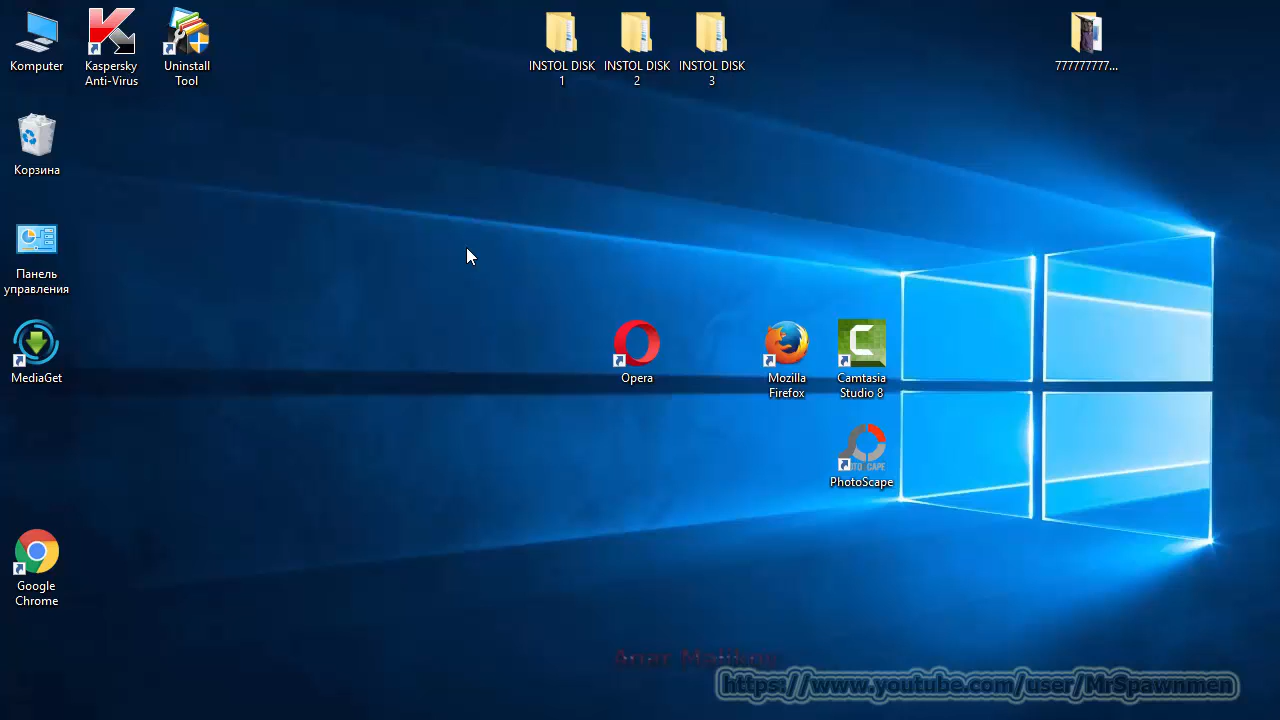 Komputer
Kaspersky
Anti-Virus
Uninstall
Tool
INSTOL DISK
1
INSTOL DISK
2
INSTOL DISK
3
777777777...
Корзина
Панель
управления
MediaGet
Opera
Mozilla
Firefox
Camtasia
Studio 8
PhotoScape
Google
Chrome
https://www.youtube.com/user/MrSpawnmen